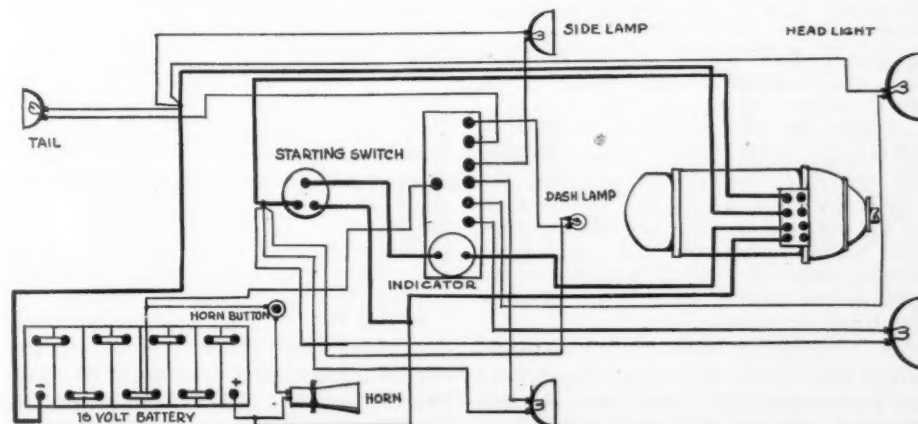 SIDE LAMP
HEAD LIGHT
TAIL
STARTING SWITCH
DASH LAMP
INDICATOR
HORN BUTTON
- +
HORN
16 VOLT BATTERY